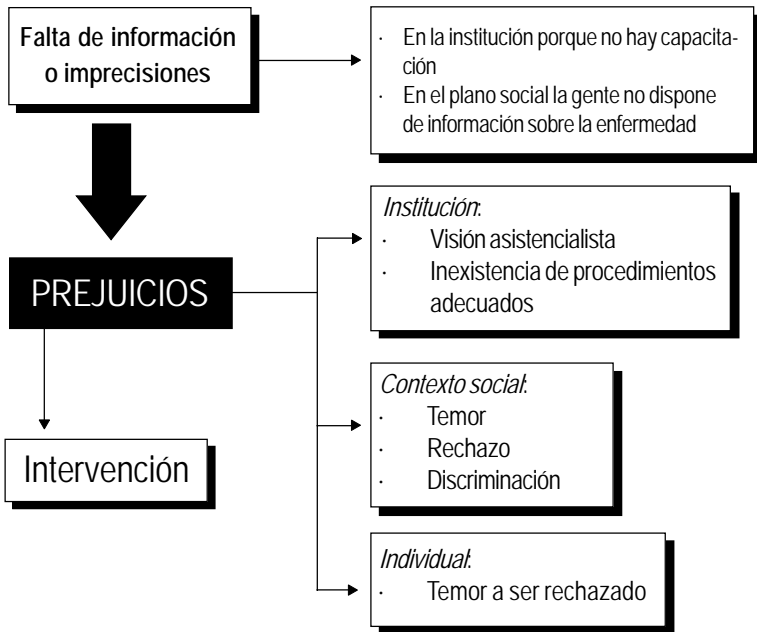 Falta de información
o imprecisiones
· En la institución porque no hay capacita-
ción
· En el plano social la gente no dispone
de información sobre la enfermedad
PREJUICIOS
Institución:
· Visión asistencialista
· Inexistencia de procedimientos
adecuados
Contexto social:
· Temor
· Rechazo
· Discriminación
Intervención
Individual:
· Temor a ser rechazado